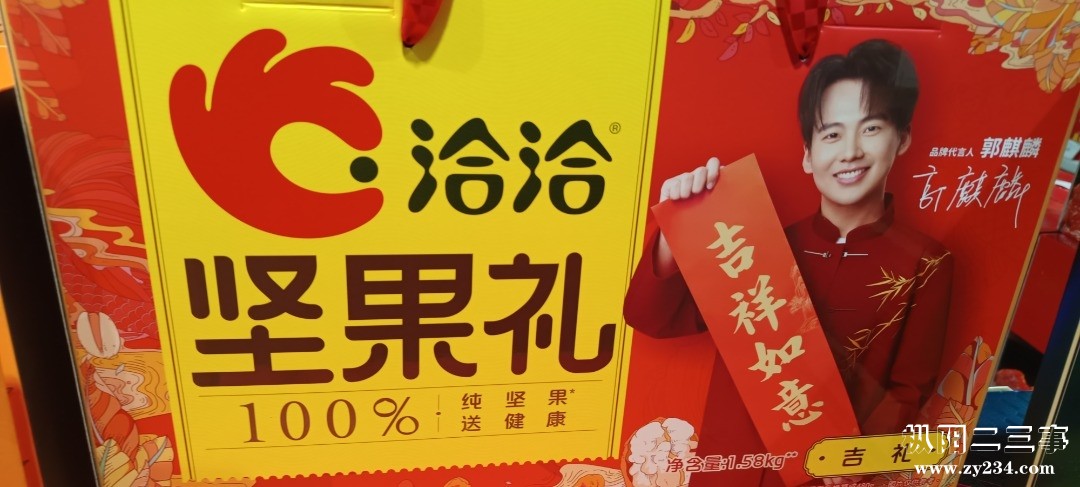 洽洽®
坚果礼
100%·纯坚果*
送健康
品牌代言人 郭麒麟
郭麒麟
吉祥如意
净含量:1.58kg**
·吉礼
枞阳二三事
www.zy234.com